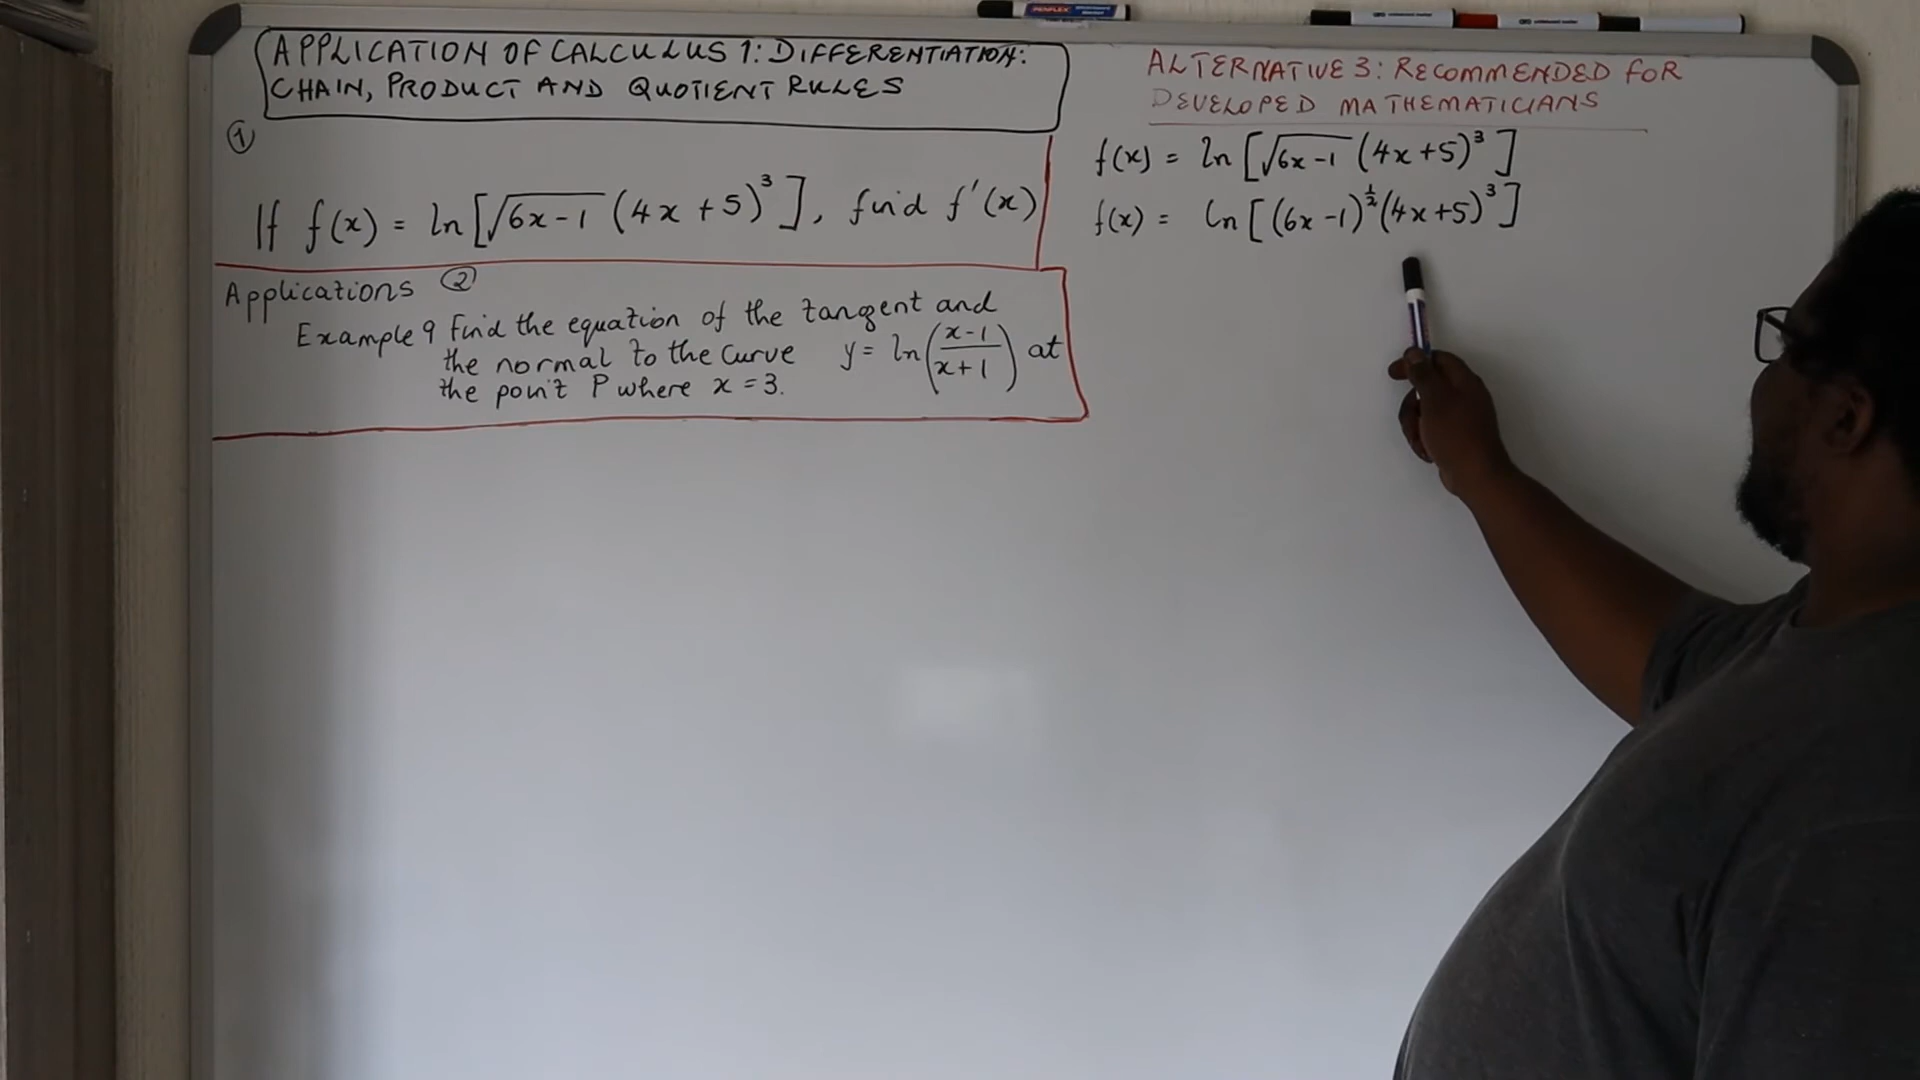 APPLICATION OF CALCULUS 1: DIFFERENTIATION:
CHAIN, PRODUCT AND QUOTIENT RULES
①
If f(x) = ln[√(6x-1) (4x+5)³], find f'(x)
Applications ②
Example 9 Find the equation of the tangent and
the normal to the curve y = ln((x-1)/(x+1)) at
the point P where x = 3.
ALTERNATIVE 3: RECOMMENDED FOR
DEVELOPED MATHEMATICIANS
f(x) = ln[√(6x-1) (4x+5)³]
f(x) = ln[(6x-1)^½(4x+5)³]
PENFLEX